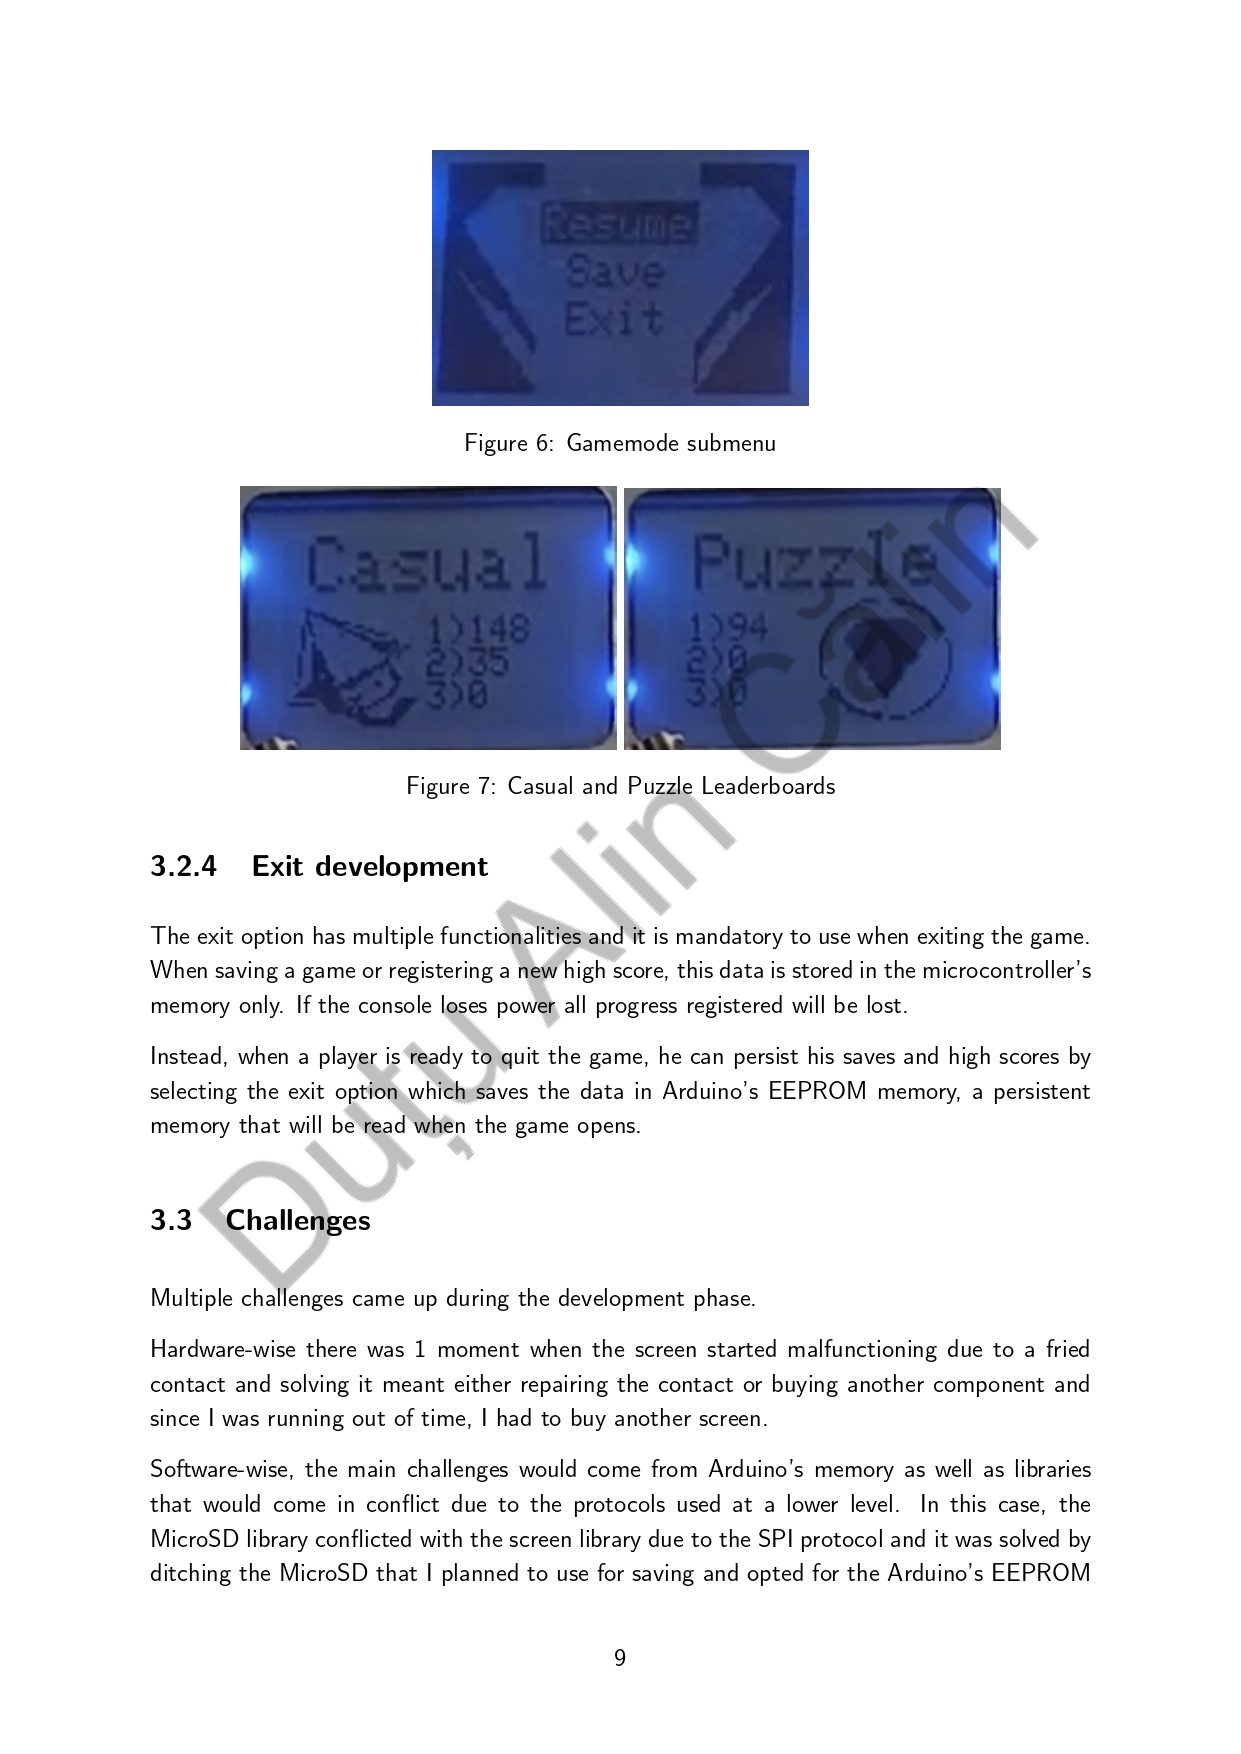 Resume
Save
Exit
Figure 6: Gamemode submenu
Casual
1)148
2)35
3)0
Puzzle
1)94
2)0
3)0
Figure 7: Casual and Puzzle Leaderboards
3.2.4 Exit development
The exit option has multiple functionalities and it is mandatory to use when exiting the game.
When saving a game or registering a new high score, this data is stored in the microcontroller's
memory only. If the console loses power all progress registered will be lost.
Instead, when a player is ready to quit the game, he can persist his saves and high scores by
selecting the exit option which saves the data in Arduino's EEPROM memory, a persistent
memory that will be read when the game opens.
3.3 Challenges
Multiple challenges came up during the development phase.
Hardware-wise there was 1 moment when the screen started malfunctioning due to a fried
contact and solving it meant either repairing the contact or buying another component and
since I was running out of time, I had to buy another screen.
Software-wise, the main challenges would come from Arduino's memory as well as libraries
that would come in conflict due to the protocols used at a lower level. In this case, the
MicroSD library conflicted with the screen library due to the SPI protocol and it was solved by
ditching the MicroSD that I planned to use for saving and opted for the Arduino's EEPROM
9
Duțu Alin Călin